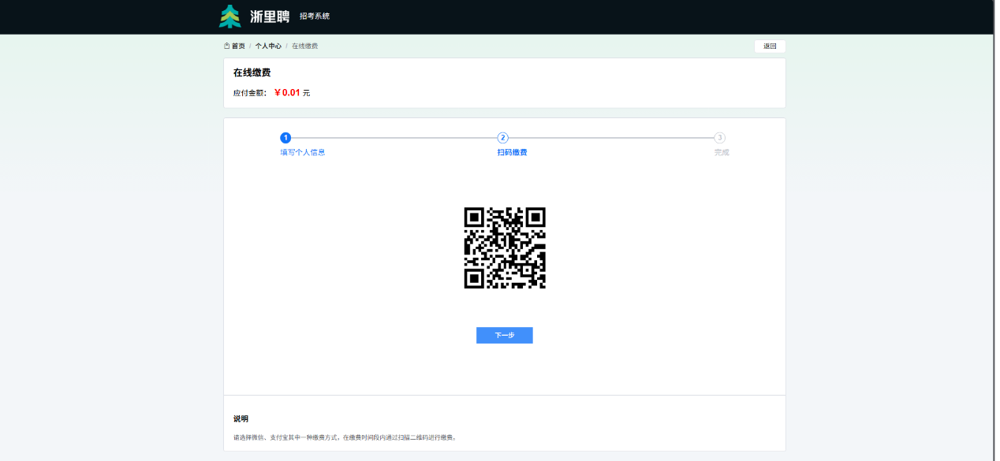 浙里聘 招考系统
首页 / 个人中心 / 在线缴费
返回
在线缴费
应付金额： ￥0.01 元
1 2 3
填写个人信息 扫码缴费 完成
下一步
说明
请选择微信、支付宝其中一种缴费方式，在缴费时间段内通过扫描二维码进行缴费。